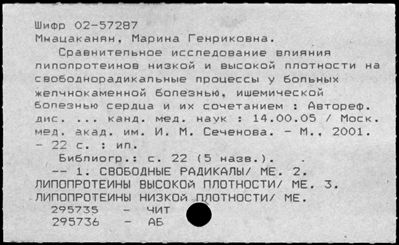 Шифр 02-57287
Мнацаканян, Марина Генриковна.
Сравнительное исследование влияния
липопротеинов низкой и высокой плотности на
свободнорадикальные процессы у больных
желчнокаменной болезнью, ишемической
болезнью сердца и их сочетанием : Автореф.
дис. ... канд. мед. наук : 14.00.05 / Моск.
мед. акад. им. И. М. Сеченова. - М., 2001.
- 22 с. : ил.
Библиогр.: с. 22 (5 назв.).
-- 1. СВОБОДНЫЕ РАДИКАЛЫ/ МЕ. 2.
ЛИПОПРОТЕИНЫ ВЫСОКОЙ ПЛОТНОСТИ/ МЕ. 3.
ЛИПОПРОТЕИНЫ НИЗКОЙ ПЛОТНОСТИ/ МЕ.
295735 - ЧИТ
295736 - АБ